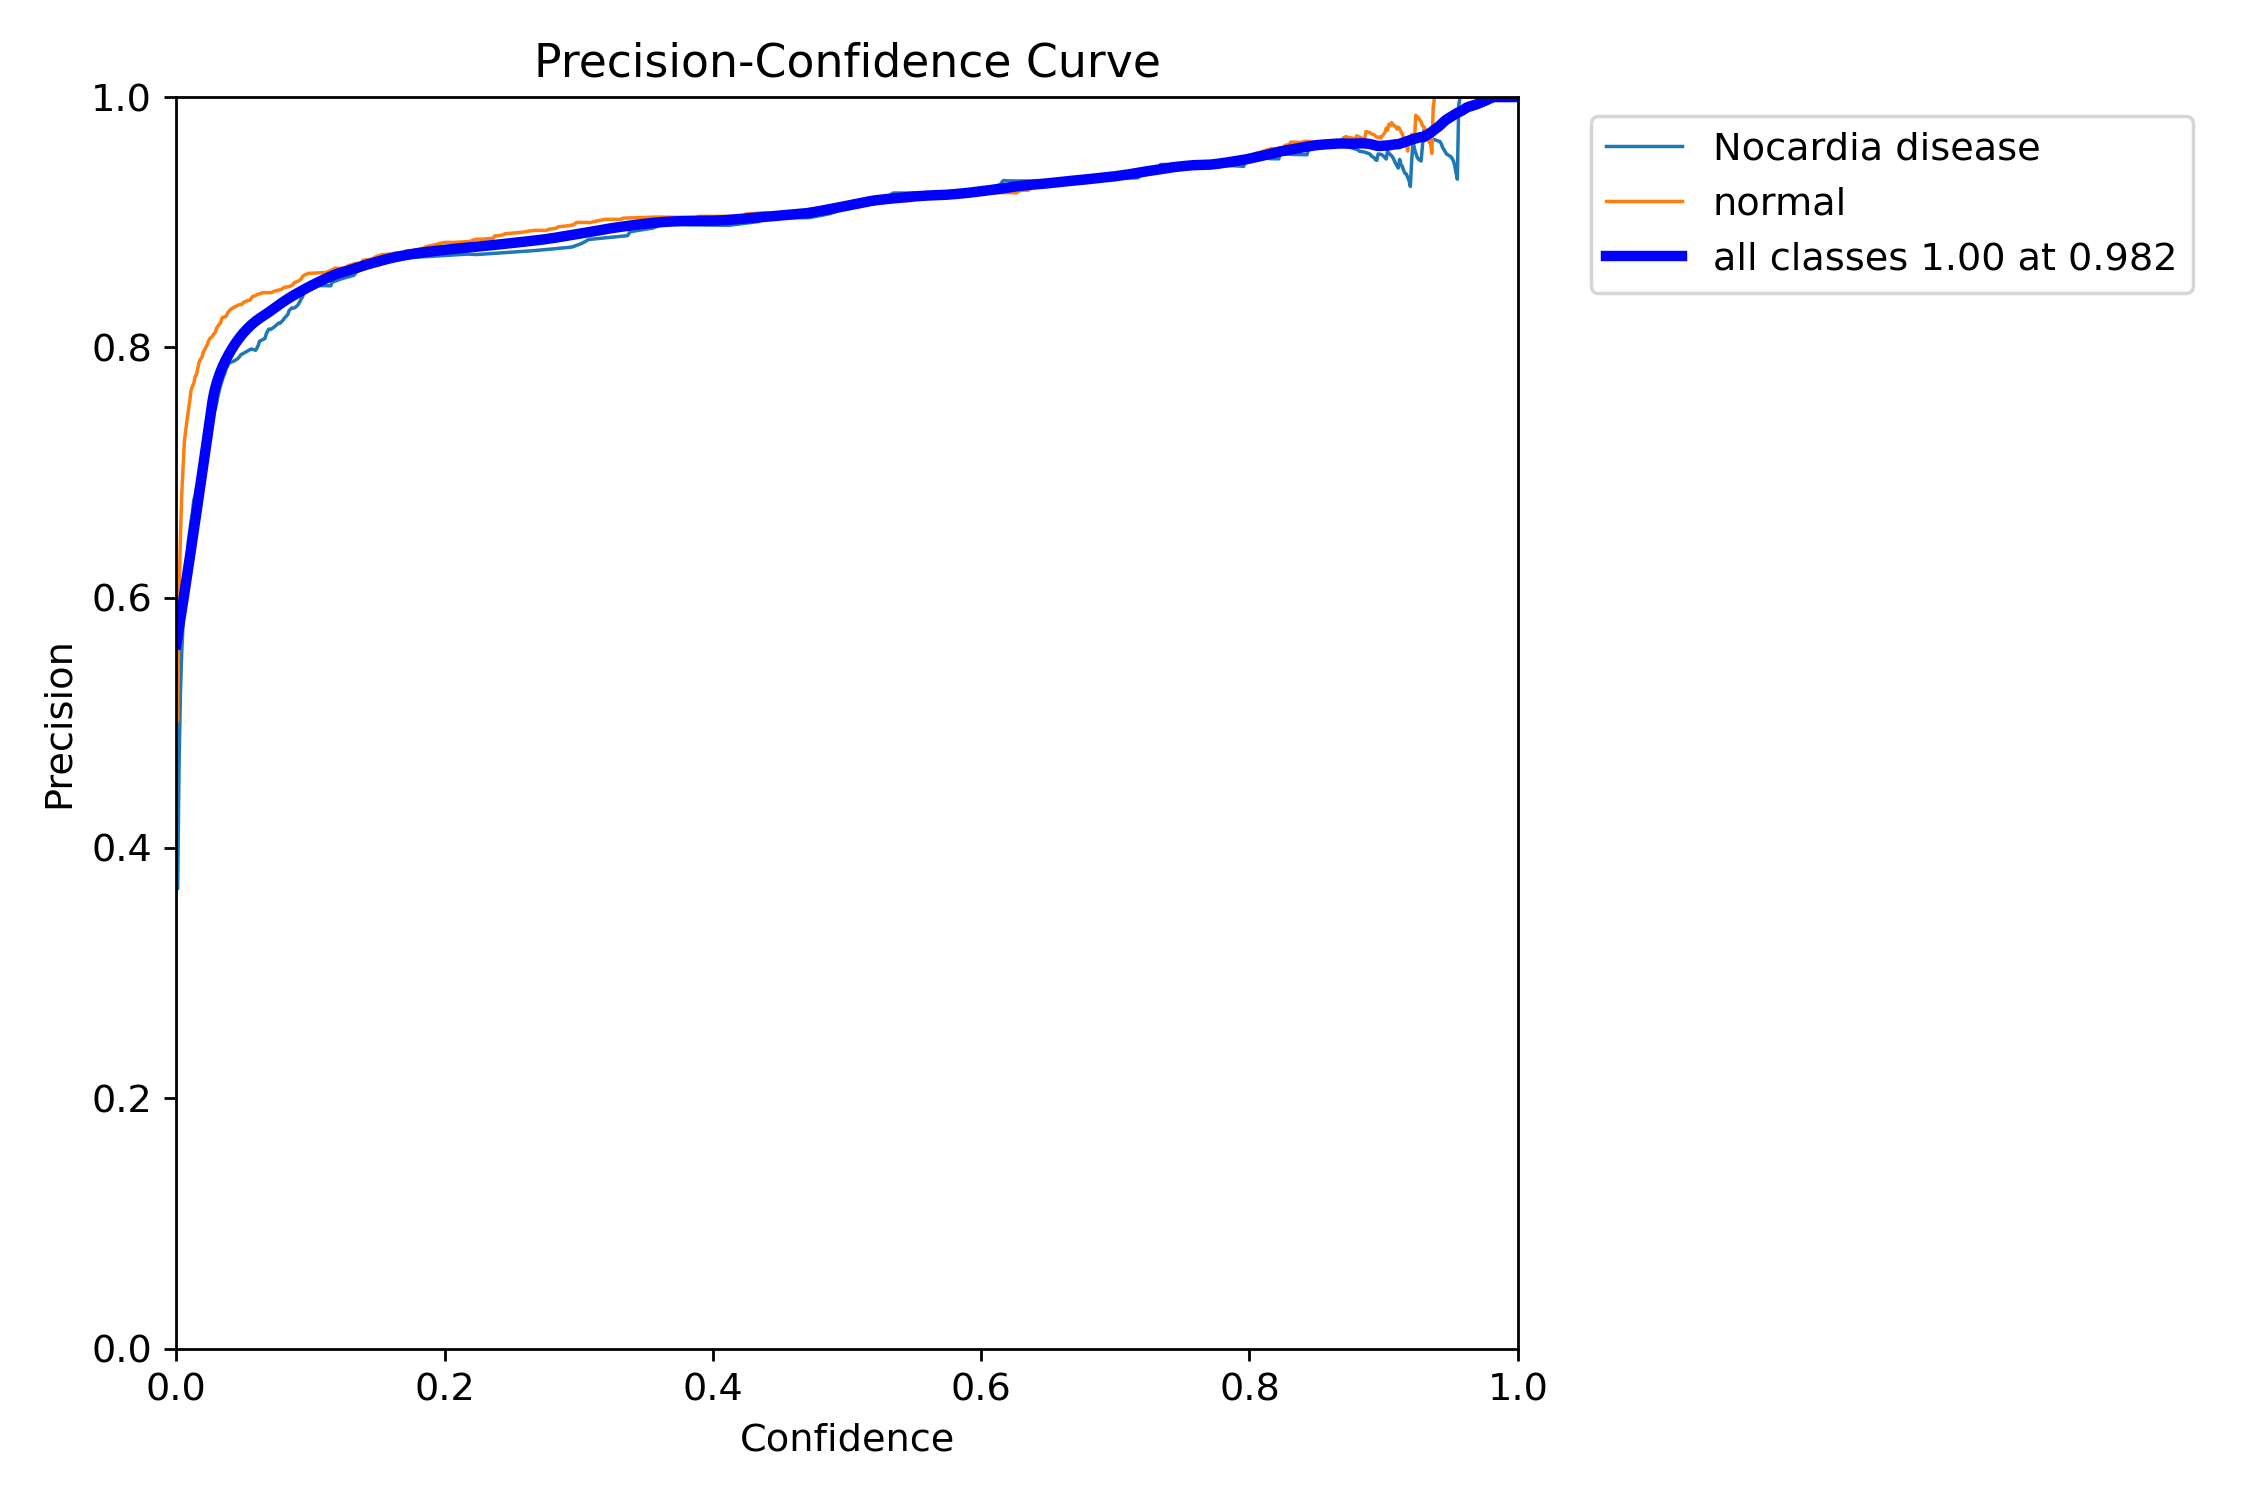 Precision-Confidence Curve
1.0
0.8
0.6
0.4
0.2
0.0
Precision
0.0 0.2 0.4 0.6 0.8 1.0
Confidence
Nocardia disease
normal
all classes 1.00 at 0.982